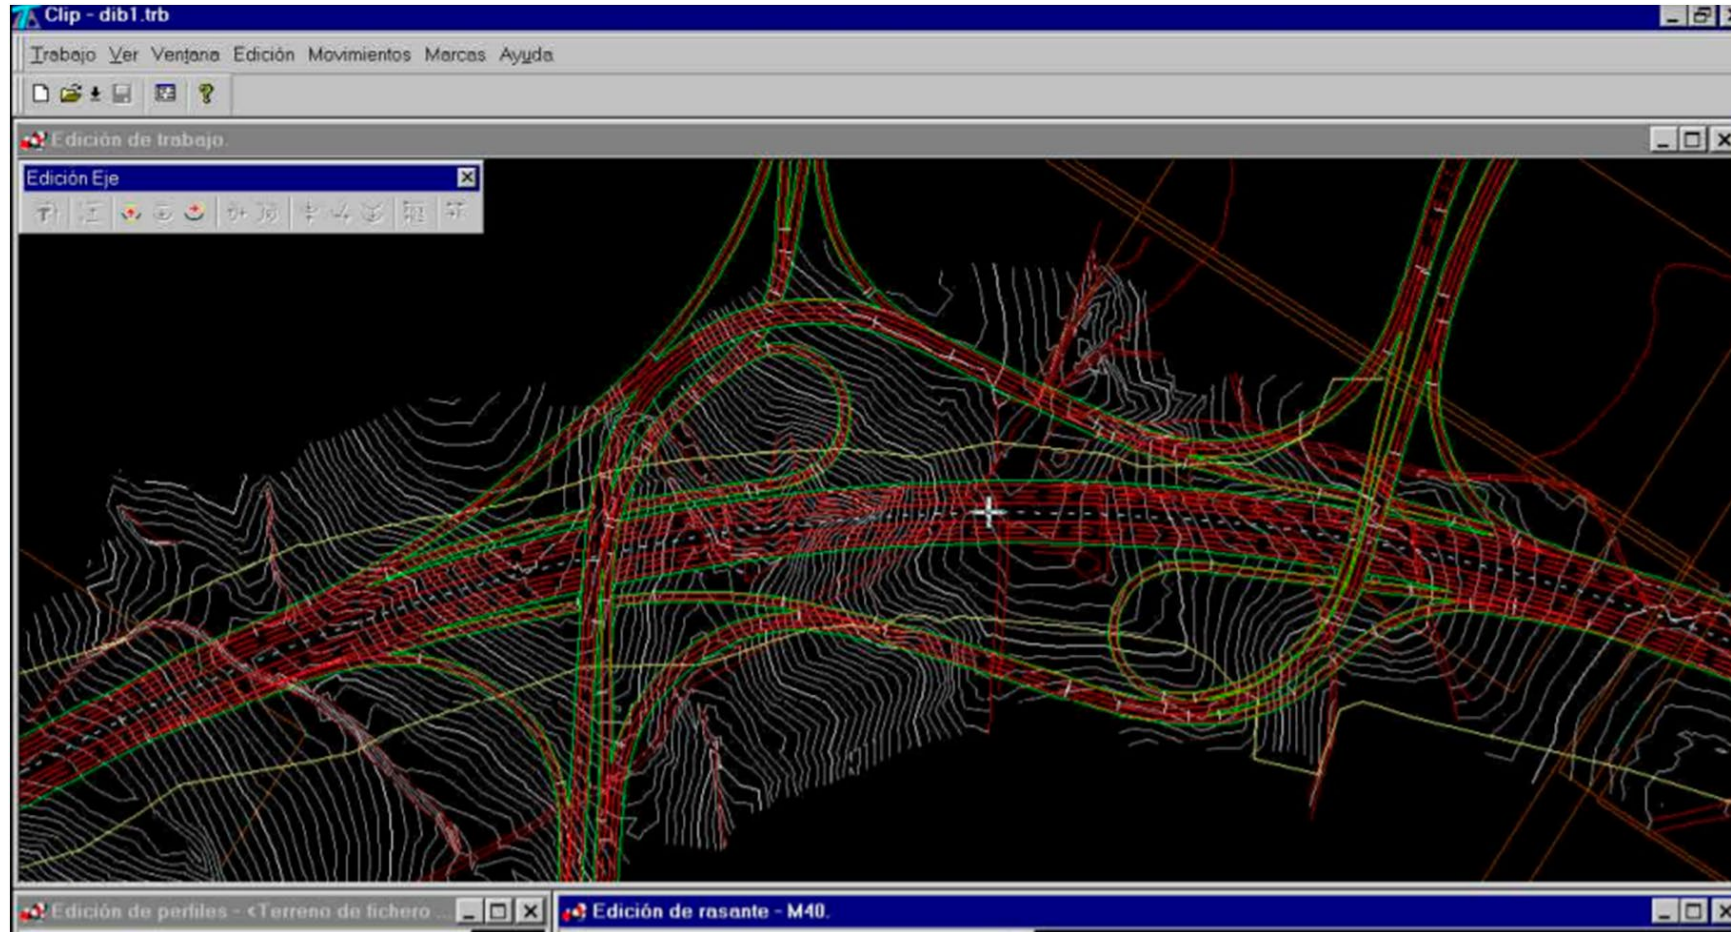 Clip - dib1.trb
Trabajo Ver Ventana Edición Movimientos Marcas Ayuda
Edición de trabajo.
Edición Eje
Edición de perfiles - <Terreno de fichero ...
Edición de rasante - M40.